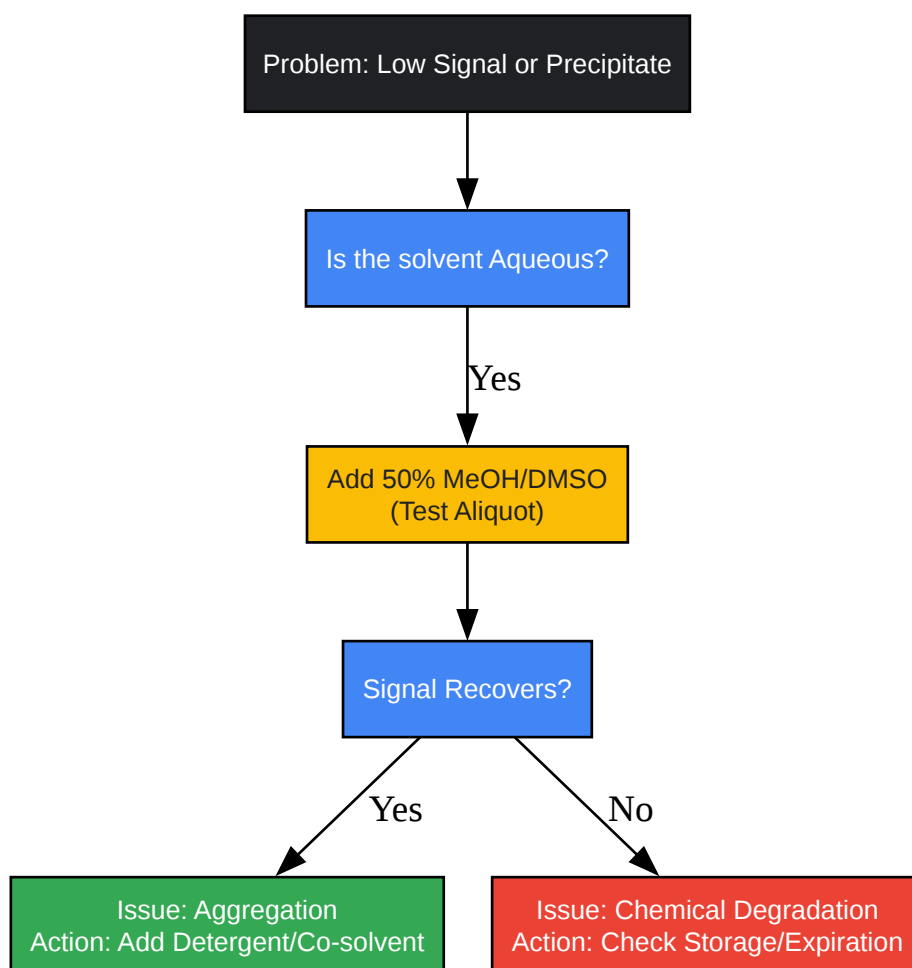 Problem: Low Signal or Precipitate
Is the solvent Aqueous?
Yes
Add 50% MeOH/DMSO
(Test Aliquot)
Signal Recovers?
Yes
No
Issue: Aggregation
Action: Add Detergent/Co-solvent
Issue: Chemical Degradation
Action: Check Storage/Expiration